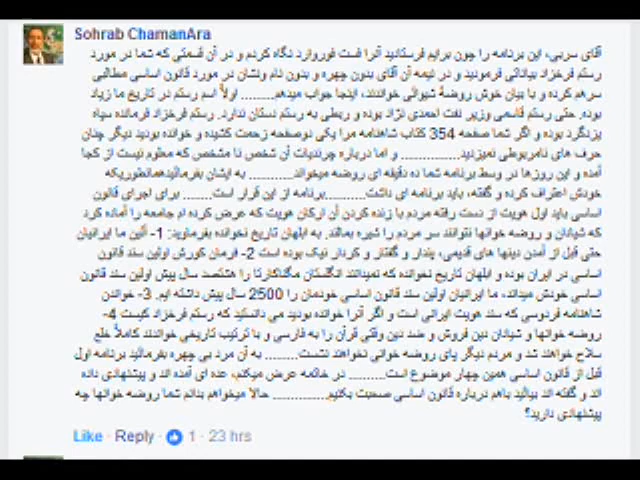 Sohrab ChamanAra
آقای سربی، این برنامه را چون برایم فرستادید آنرا فست فوروارد نگاه کردم و در آن قسمتی که شما در مورد
رستم فرخزاد بیاناتی فرمودید و در نیمه آن آقای بدون چهره و بدون نام ونشان در مورد قانون اساسی مطالبی
سرهم کرده و با بیان خوش روضهٔ شیوائی خواندند، اینجا جواب میدهم......... اولاً اسم رستم در تاریخ ما زیاد
بوده. حتی رستم قاسمی وزیر نفت احمدی نژاد بوده و ربطی به رستم دستان ندارد. رستم فرخزاد فرمانده سپاه
یزدگرد بوده و اگر شما صفحه 354 کتاب شاهنامه مرا یکی دوصفحه زحمت کشیده و خوانده بودید دیگر چنان
حرف های نامربوطی نمیزدید............... و اما درباره چرندیات آن شخص نا مشخص که معلوم نیست از کجا
آمده و این روزها در وسط برنامه شما ده دقیقه ای روضه میخواند............ به ایشان بفرمائیدهمانطوریکه
خودش اعتراف کرده و گفته، باید برنامه ای داشت...........برنامه از این قرار است....... برای اجرای قانون
اساسی باید اول هویت از دست رفته مردم با زنده کردن آن ارکان هویت که عرض کرده ام جامعه را آماده کرد
که شیادان و روضه خوانها نتوانند سر مردم را شیره بمالند. به ابلهان تاریخ نخوانده بفرماوید: 1- آئین ما ایرانیان
حتی قبل از آمدن دینها های قدیمی، پندار و گفتار و کردار نیک بوده است 2- فرمان کورش اولین سند قانون
اساسی در ایران بوده و ابلهان تاریخ نخوانده که نمیدانند انگلستان مگناکارتا را هشتصد سال پیش اولین سند قانون
اساسی خودش میداند، ما ایرانیان اولین سند قانون اساسی خودمان را 2500 سال پیش داشته ایم. 3- خواندن
شاهنامه فردوسی که سند هویت ایرانی است و اگر آنرا خوانده بودید می دانستید که رستم فرخزاد کیست 4-
روضه خوانها و شیادان دین فروش و ضد دین وقتی قرآن را به فارسی و با ترتیب تاریخی خواندند کاملاً خلع
سلاح خواهند شد و مردم دیگر پای روضه خوانی نخواهند نشست......... به آن مرد بی چهره بفرمائید برنامه اول
قبل از قانون اساسی همین چهار موضوع است.......... در خاتمه عرض میکنم، عده ای آمده اند و پیشنهادی داده
اند و گفته اند بیائید باهم درباره قانون اساسی صحبت بکنیم............... حالا میخواهم بدانم شما روضه خوانها چه
پیشنهادی دارید؟
Like · Reply · 1 · 23 hrs